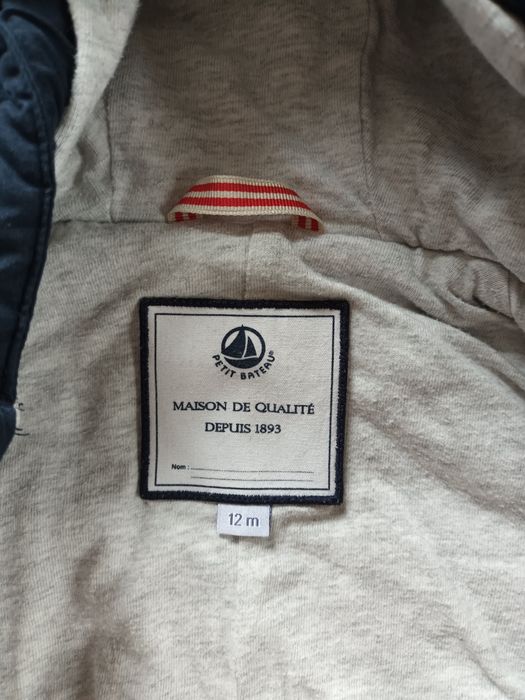 PETIT BATEAU®
MAISON DE QUALITÉ
DEPUIS 1893
Nom :
12 m